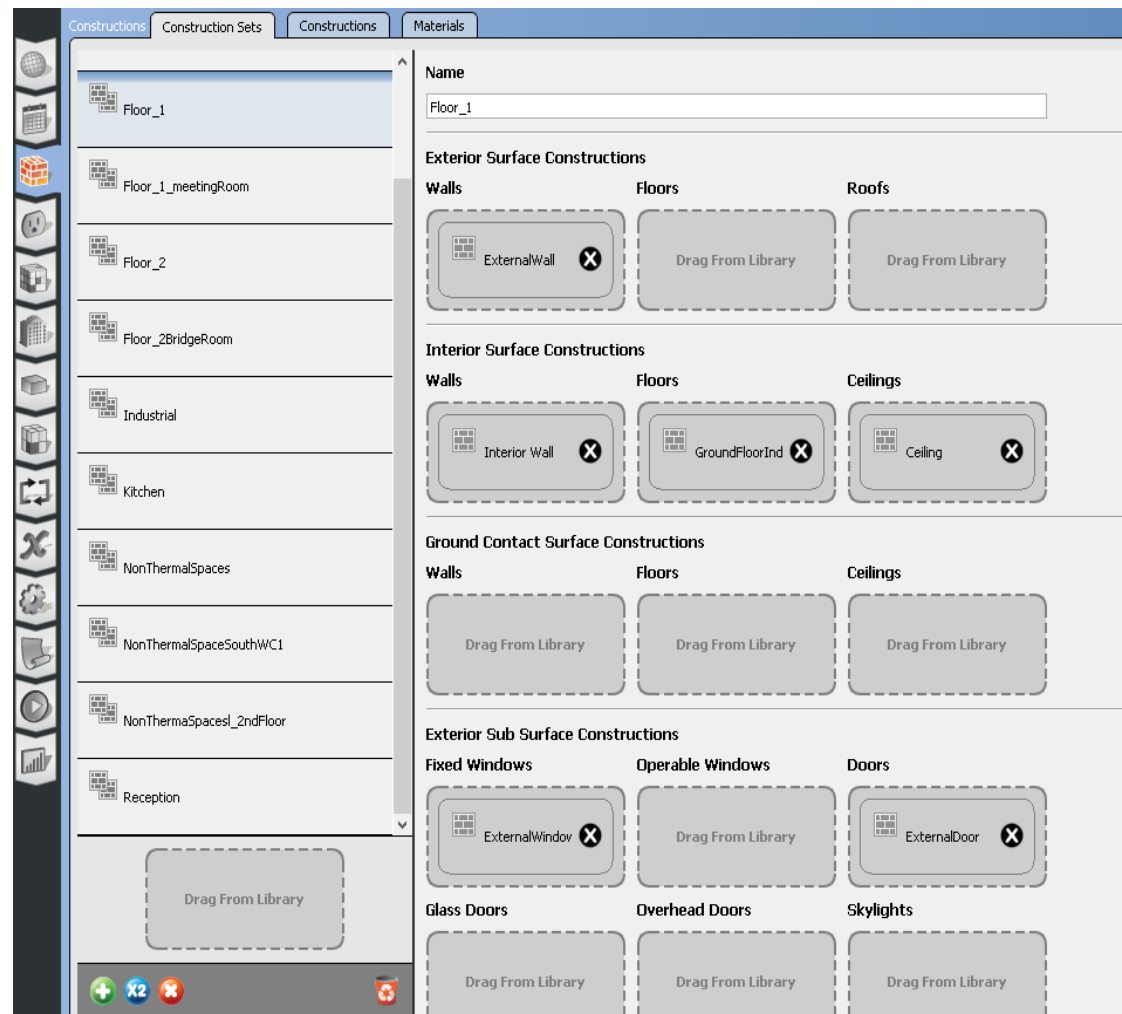 Constructions Construction Sets Constructions Materials
Floor_1
Floor_1_meetingRoom
Floor_2
Floor_2BridgeRoom
Industrial
Kitchen
NonThermalSpaces
NonThermalSpaceSouthWC1
NonThermaSpacesl_2ndFloor
Reception
Drag From Library
X2
Name
Floor_1
Exterior Surface Constructions
Walls Floors Roofs
ExternalWall Drag From Library Drag From Library
Interior Surface Constructions
Walls Floors Ceilings
Interior Wall GroundFloorInd Ceiling
Ground Contact Surface Constructions
Walls Floors Ceilings
Drag From Library Drag From Library Drag From Library
Exterior Sub Surface Constructions
Fixed Windows Operable Windows Doors
ExternalWindov Drag From Library ExternalDoor
Glass Doors Overhead Doors Skylights
Drag From Library Drag From Library Drag From Library